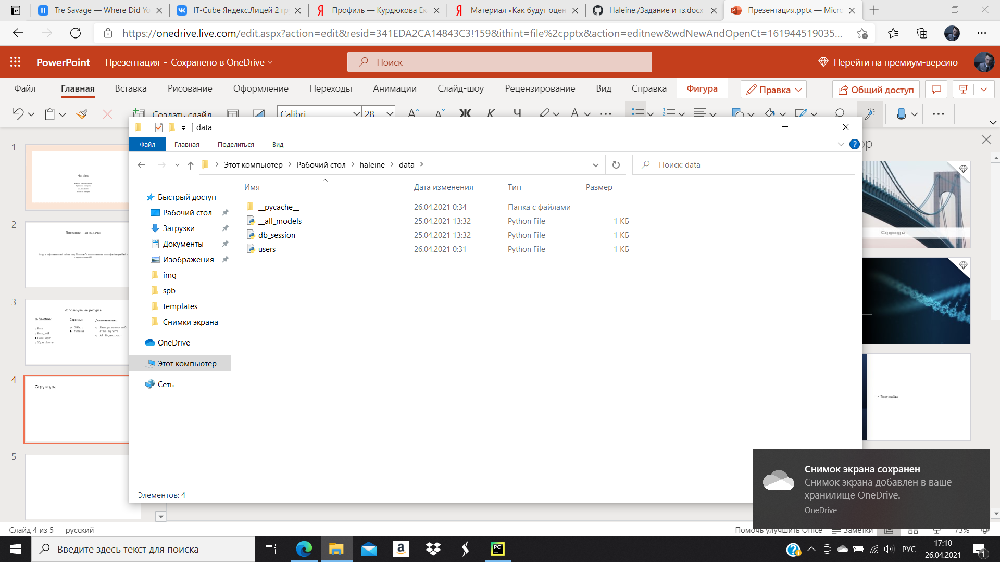 Tre Savage — Where Did Yo
IT-Cube Яндекс.Лицей 2 гр
Профиль — Курдюкова Ек
Материал «Как будут оцен
Haleine./Задание и тз.docx
Презентация.pptx — Micro
https://onedrive.live.com/edit.aspx?action=edit&resid=341EDA2CA14843C3!159&ithint=file%2cpptx&action=editnew&wdNewAndOpenCt=161944519035...
PowerPoint
Презентация - Сохранено в OneDrive
Поиск
Перейти на премиум-версию
Файл
Главная
Вставка
Рисование
Оформление
Переходы
Анимации
Слайд-шоу
Рецензирование
Вид
Справка
Фигура
Правка
Общий доступ
Создать слайд
Calibri
28
Ж К Ч
data
Файл
Главная
Поделиться
Вид
Этот компьютер
Рабочий стол
haleine
data
Поиск: data
Имя
Дата изменения
Тип
Размер
__pycache__ 26.04.2021 0:34 Папка с файлами
__all_models 25.04.2021 13:32 Python File 1 КБ
db_session 25.04.2021 13:32 Python File 1 КБ
users 26.04.2021 0:31 Python File 1 КБ
Быстрый доступ
Рабочий стол
Загрузки
Документы
Изображения
img
spb
templates
Снимки экрана
OneDrive
Этот компьютер
Сеть
Элементов: 4
1
Haleine
2
Поставленная задача:
3
Используемые ресурсы
Библиотеки:
Flask
flask_wtf
Flask-login
SQLAlchemy
Сервисы:
Github
Heroku
Дополнительно:
Язык разметки веб-
страниц html
API Яндекс.карт
4
Структура
5
ор
Структура
Текст слайда
Снимок экрана сохранен
Снимок экрана добавлен в ваше
хранилище OneDrive.
OneDrive
Слайд 4 из 5
русский
Помочь улучшить Office
Заметки
73%
Введите здесь текст для поиска
PC
РУС
17:10
26.04.2021
1